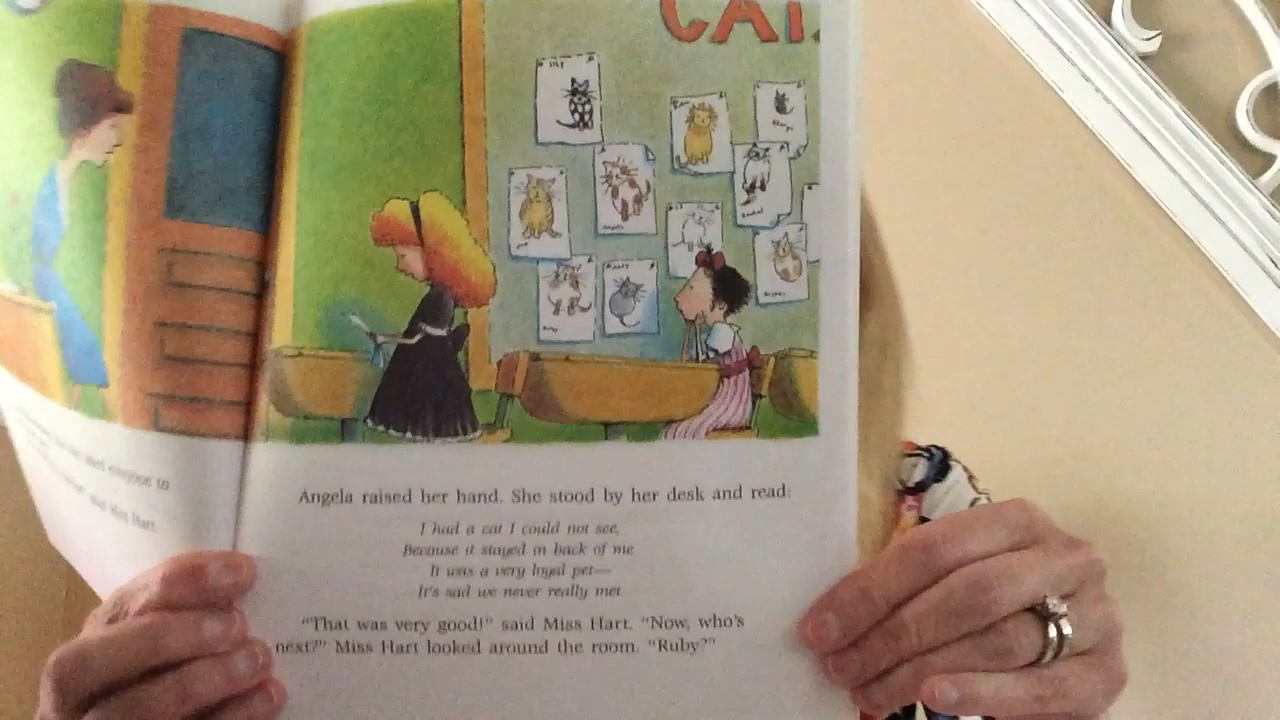 CATS
Angela raised her hand. She stood by her desk and read:
I had a cat I could not see,
Because it stayed in back of me
It was a very loyal pet—
It's sad we never really met.
"That was very good!" said Miss Hart. "Now, who's
next?" Miss Hart looked around the room. "Ruby?"